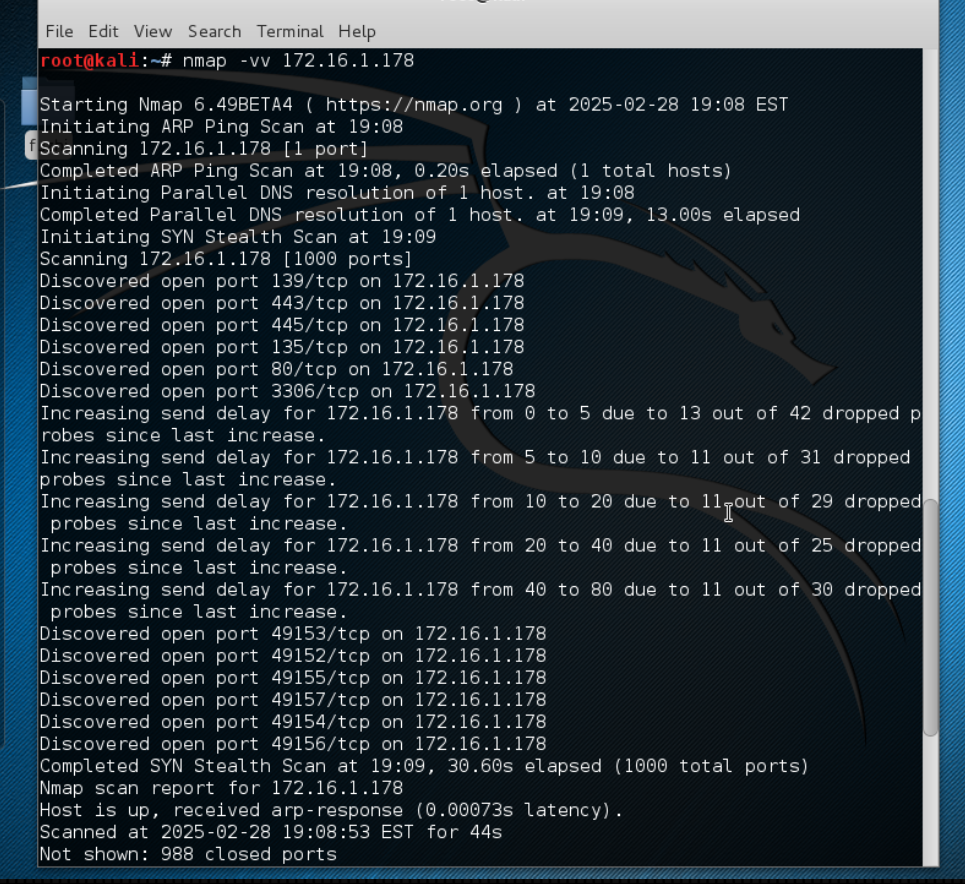 File Edit View Search Terminal Help
root@kali:~# nmap -vv 172.16.1.178
Starting Nmap 6.49BETA4 ( https://nmap.org ) at 2025-02-28 19:08 EST
Initiating ARP Ping Scan at 19:08
Scanning 172.16.1.178 [1 port]
Completed ARP Ping Scan at 19:08, 0.20s elapsed (1 total hosts)
Initiating Parallel DNS resolution of 1 host. at 19:08
Completed Parallel DNS resolution of 1 host. at 19:09, 13.00s elapsed
Initiating SYN Stealth Scan at 19:09
Scanning 172.16.1.178 [1000 ports]
Discovered open port 139/tcp on 172.16.1.178
Discovered open port 443/tcp on 172.16.1.178
Discovered open port 445/tcp on 172.16.1.178
Discovered open port 135/tcp on 172.16.1.178
Discovered open port 80/tcp on 172.16.1.178
Discovered open port 3306/tcp on 172.16.1.178
Increasing send delay for 172.16.1.178 from 0 to 5 due to 13 out of 42 dropped p
robes since last increase.
Increasing send delay for 172.16.1.178 from 5 to 10 due to 11 out of 31 dropped
probes since last increase.
Increasing send delay for 172.16.1.178 from 10 to 20 due to 11 out of 29 dropped
 probes since last increase.
Increasing send delay for 172.16.1.178 from 20 to 40 due to 11 out of 25 dropped
 probes since last increase.
Increasing send delay for 172.16.1.178 from 40 to 80 due to 11 out of 30 dropped
 probes since last increase.
Discovered open port 49153/tcp on 172.16.1.178
Discovered open port 49152/tcp on 172.16.1.178
Discovered open port 49155/tcp on 172.16.1.178
Discovered open port 49157/tcp on 172.16.1.178
Discovered open port 49154/tcp on 172.16.1.178
Discovered open port 49156/tcp on 172.16.1.178
Completed SYN Stealth Scan at 19:09, 30.60s elapsed (1000 total ports)
Nmap scan report for 172.16.1.178
Host is up, received arp-response (0.00073s latency).
Scanned at 2025-02-28 19:08:53 EST for 44s
Not shown: 988 closed ports